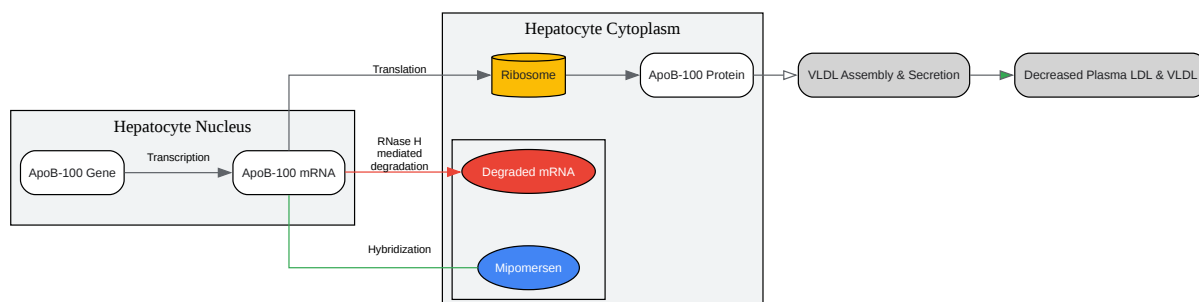 Hepatocyte Cytoplasm
Translation
Ribosome
ApoB-100 Protein
VLDL Assembly & Secretion
Decreased Plasma LDL & VLDL
Hepatocyte Nucleus
ApoB-100 Gene
Transcription
ApoB-100 mRNA
RNase H
mediated
degradation
Degraded mRNA
Hybridization
Mipomersen